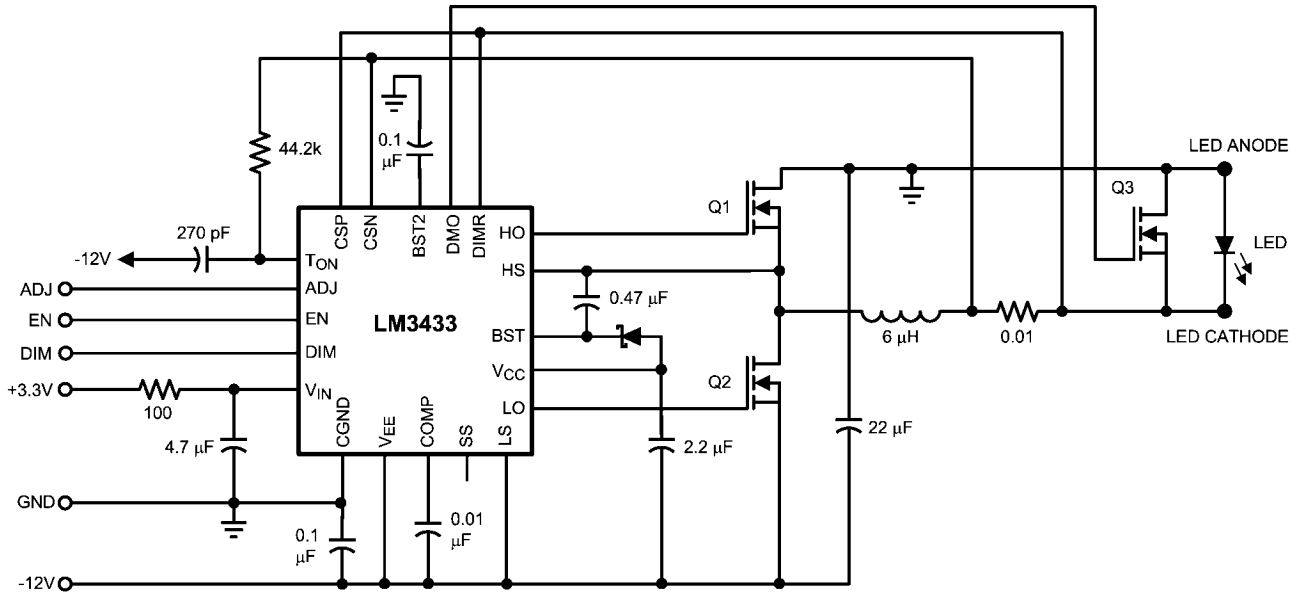 44.2k
0.1
µF
270 pF
-12V
ADJ
EN
DIM
+3.3V
100
4.7 µF
GND
-12V
CSP
CSN
BST2
DMO
DIMR
TON
ADJ
EN
DIM
VIN
LM3433
HO
HS
BST
VCC
LO
CGND
VEE
COMP
SS
LS
0.1
µF
0.01
µF
0.47 µF
2.2 µF
Q1
Q2
22 µF
6 µH
0.01
Q3
LED ANODE
LED
LED CATHODE